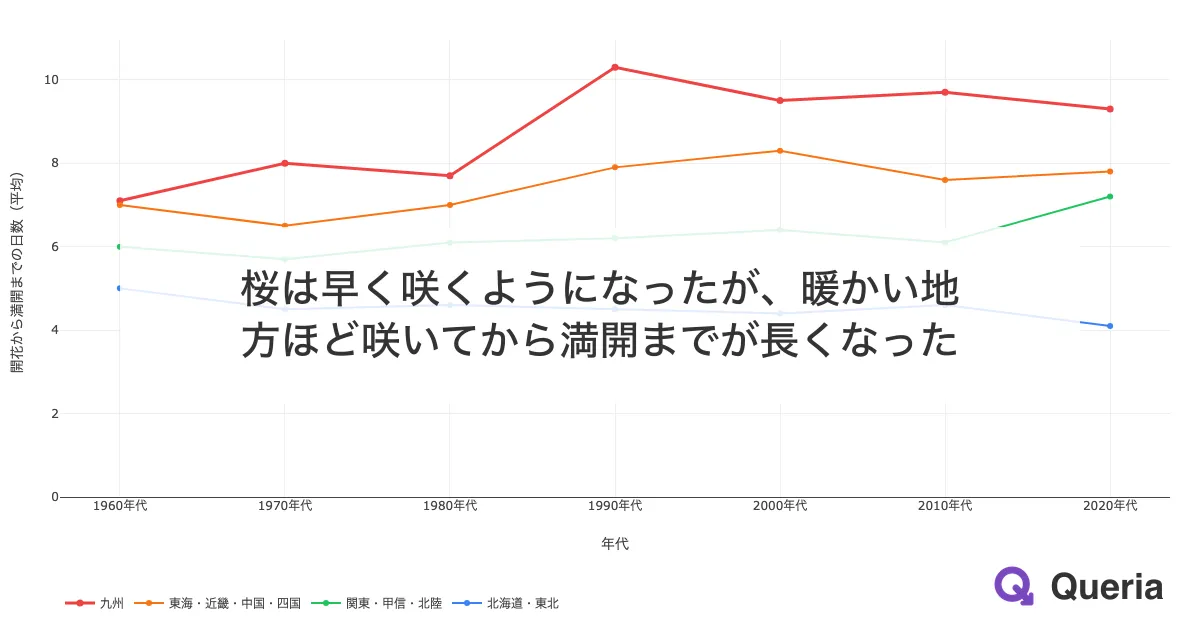 10
8
6
4
2
0
開花から満開までの日数（平均）
桜は早く咲くようになったが、暖かい地
方ほど咲いてから満開までが長くなった
1960年代 1970年代 1980年代 1990年代 2000年代 2010年代 2020年代
年代
九州 東海・近畿・中国・四国 関東・甲信・北陸 北海道・東北
Queria